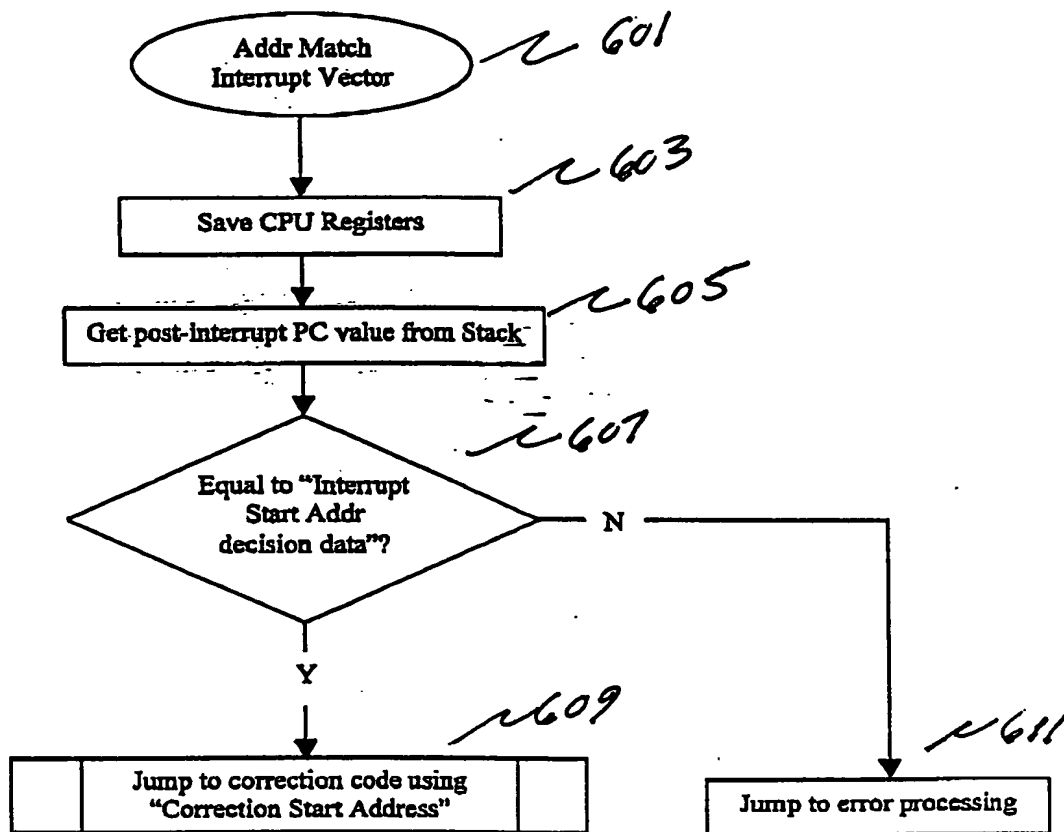 Addr Match
Interrupt Vector
601
603
Save CPU Registers
605
Get post-interrupt PC value from Stack
607
Equal to "Interrupt
Start Addr
decision data"?
N
Y
609
611
Jump to correction code using
"Correction Start Address"
Jump to error processing